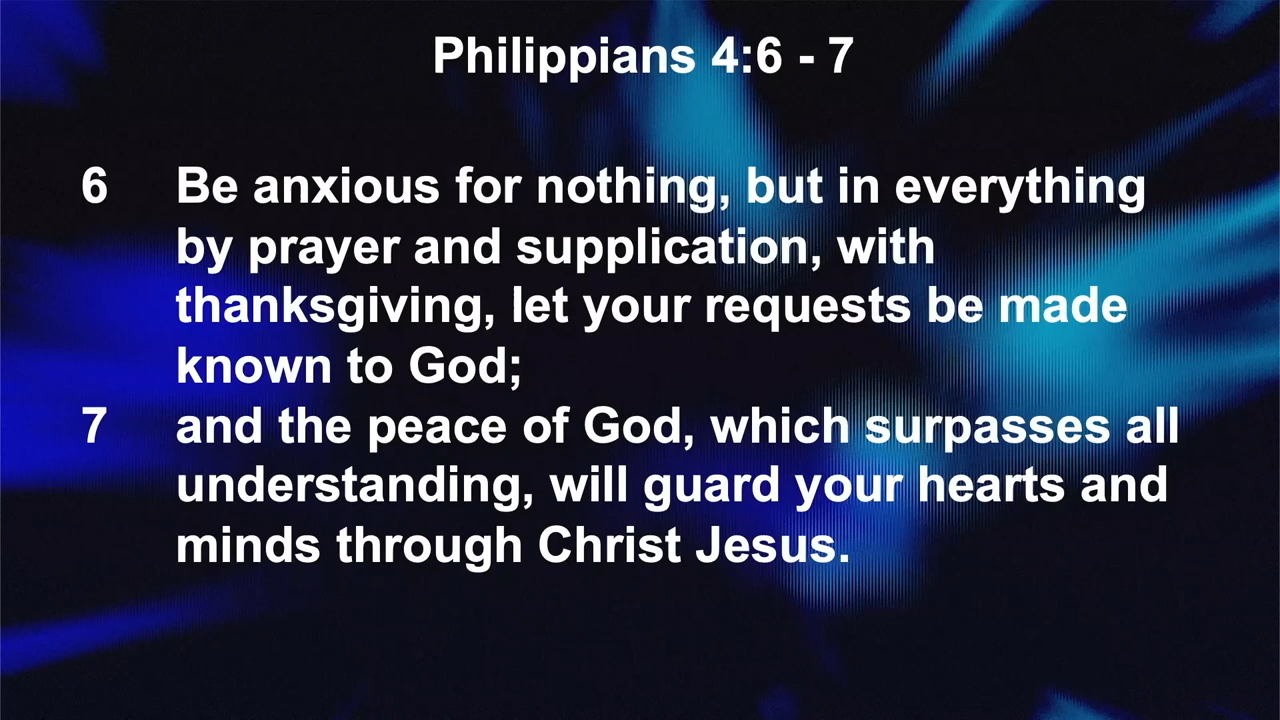 Philippians 4:6 - 7
6 Be anxious for nothing, but in everything
by prayer and supplication, with
thanksgiving, let your requests be made
known to God;
7 and the peace of God, which surpasses all
understanding, will guard your hearts and
minds through Christ Jesus.